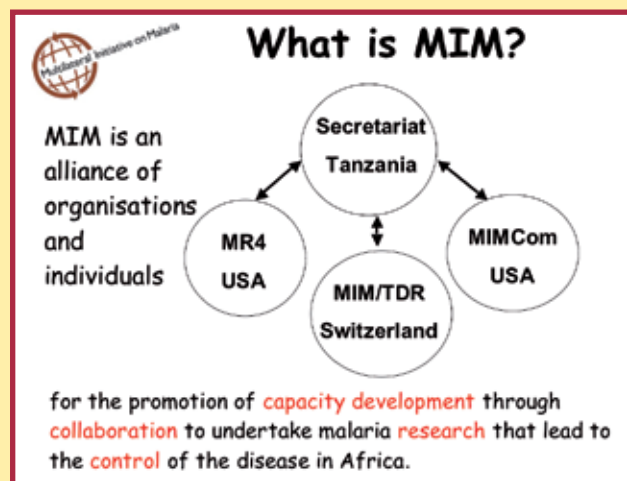 Multilateral Initiative on Malaria
What is MIM?
MIM is an
alliance of
organisations
and
individuals
Secretariat
Tanzania
MR4
USA
MIM/TDR
Switzerland
MIMCom
USA
for the promotion of capacity development through
collaboration to undertake malaria research that lead to
the control of the disease in Africa.